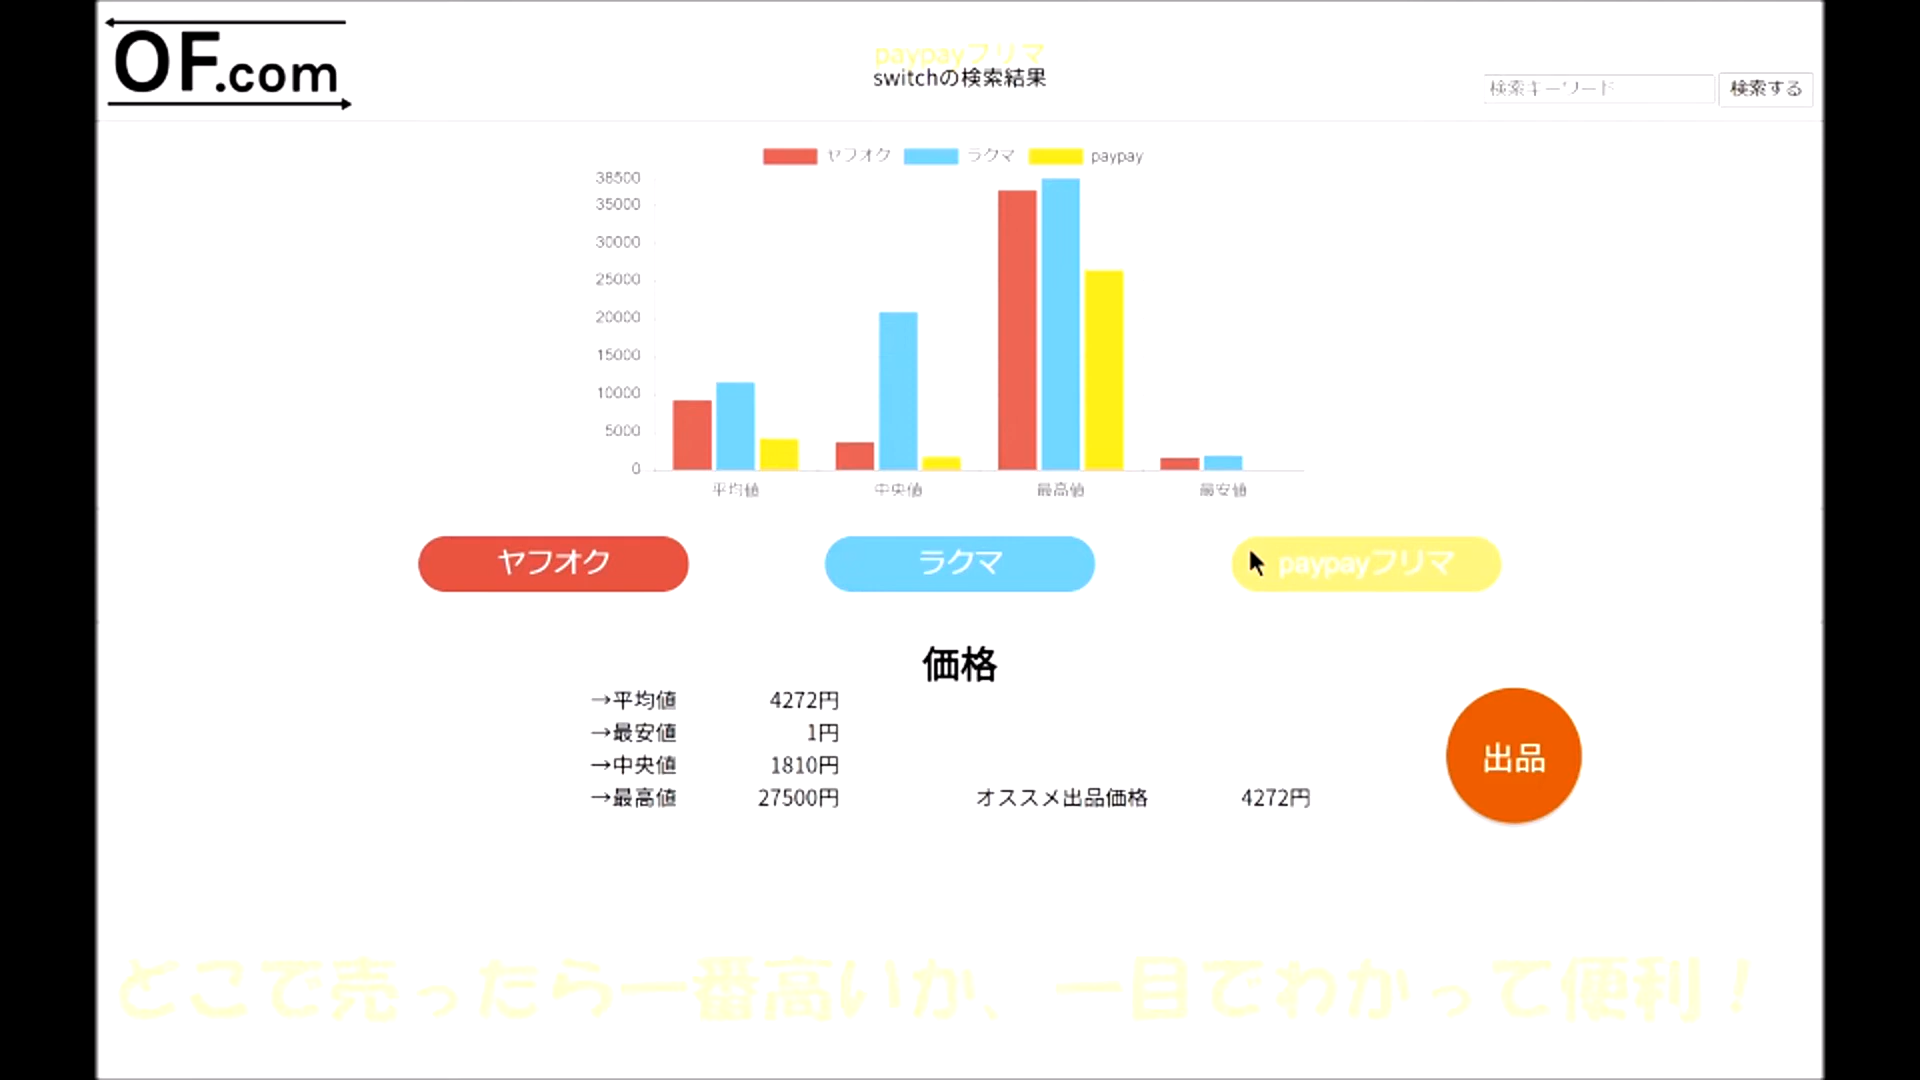 OF.com
paypayフリマ
switchの検索結果
検索キーワード
検索する
ヤフオク ラクマ paypay
38500
35000
30000
25000
20000
15000
10000
5000
0
平均値 中央値 最高値 最安値
ヤフオク
ラクマ
paypayフリマ
価格
→平均値 4272円
→最安値 1円
→中央値 1810円
→最高値 27500円
オススメ出品価格 4272円
出品
どこで売ったら一番高いか、一目でわかって便利!